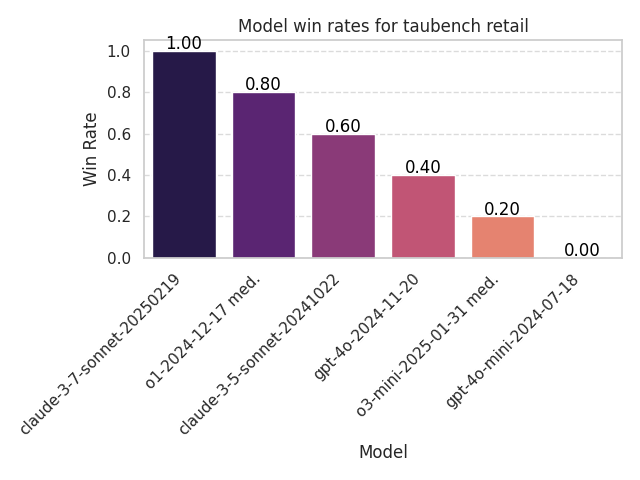 Model win rates for taubench retail
1.00
0.80
0.60
0.40
0.20
0.00
1.0
0.8
0.6
0.4
0.2
0.0
Win Rate
claude-3-7-sonnet-20250219
o1-2024-12-17 med.
claude-3-5-sonnet-20241022
gpt-4o-2024-11-20
o3-mini-2025-01-31 med.
gpt-4o-mini-2024-07-18
Model